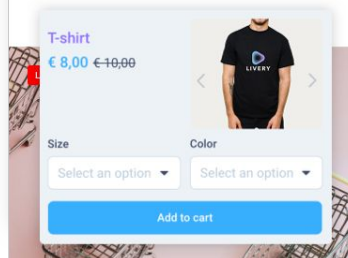 T-shirt
€ 8,00 € 10,00
L
LIVERY
Size
Color
Select an option
Select an option
Add to cart